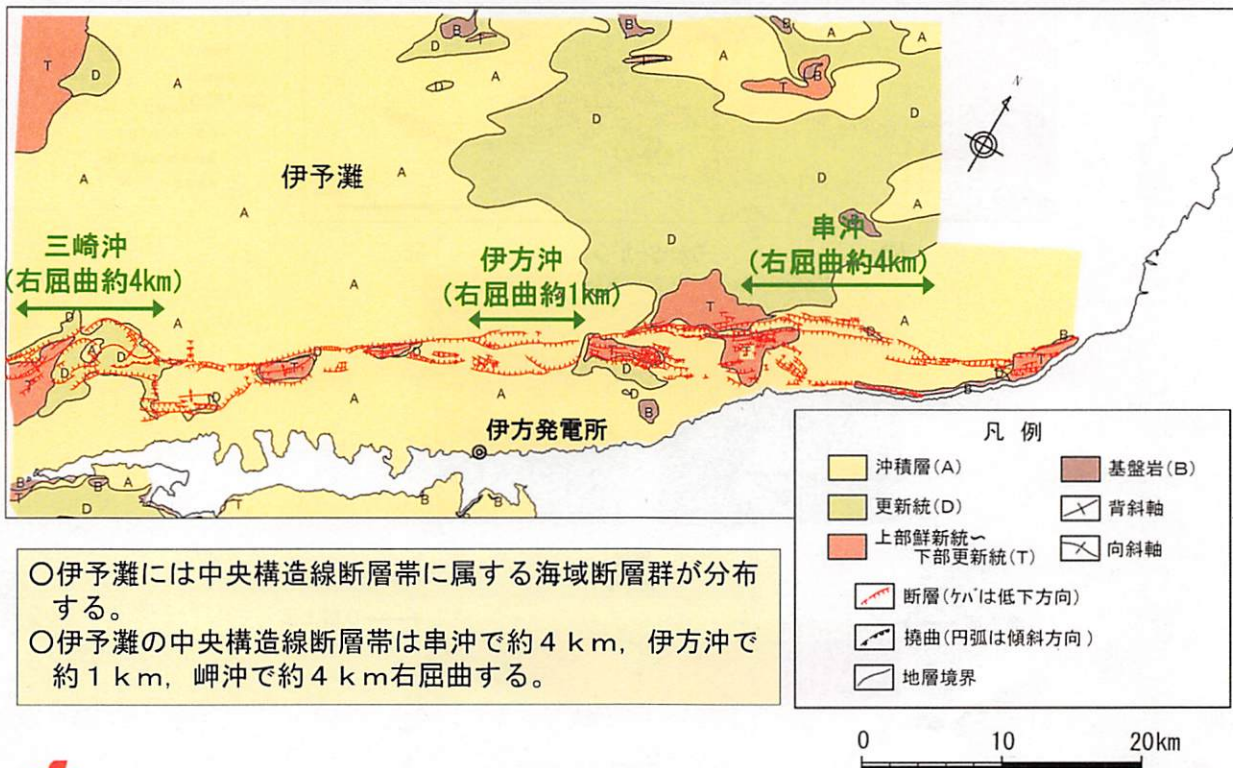 B
D
T
B
B
A
A
T
D
A
A
T
A
D
T
B
N
D
D
伊予灘
A
A
D
A
A
B
D
三崎沖
(右屈曲約4km)
伊方沖
(右屈曲約1km)
串沖
(右屈曲約4km)
A
A
T
A
D
A
D
D
T
D
T
B
D
D
A
A
D
B
B
伊方発電所
B
B
A
T
D
T
B
B
凡 例
沖積層(A)
基盤岩(B)
更新統(D)
背斜軸
上部鮮新統～
下部更新統(T)
向斜軸
断層(ｹﾊﾞは低下方向)
撓曲(円弧は傾斜方向)
地層境界
○伊予灘には中央構造線断層帯に属する海域断層群が分布
する。
○伊予灘の中央構造線断層帯は串沖で約４ｋｍ，伊方沖で
約１ｋｍ，岬沖で約４ｋｍ右屈曲する。
0 10 20km